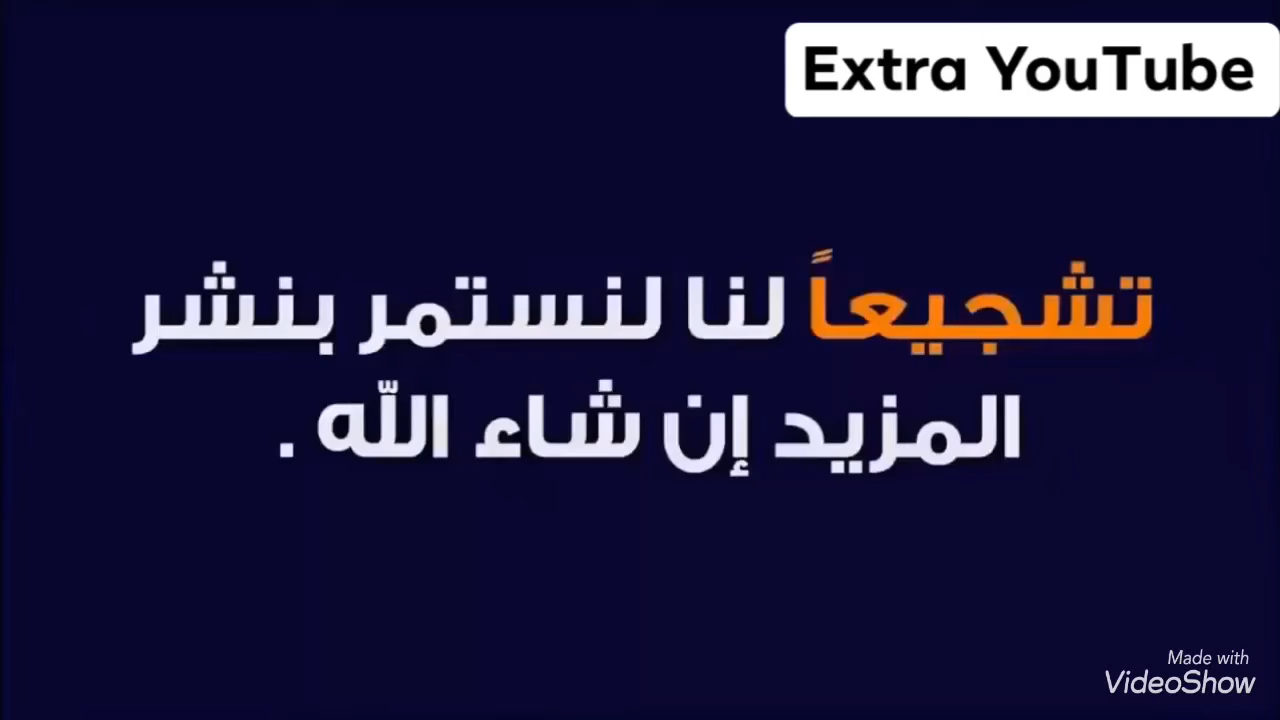 Extra YouTube
تشجيعاً لنا لنستمر بنشر
المزيد إن شاء الله .
Made with
VideoShow